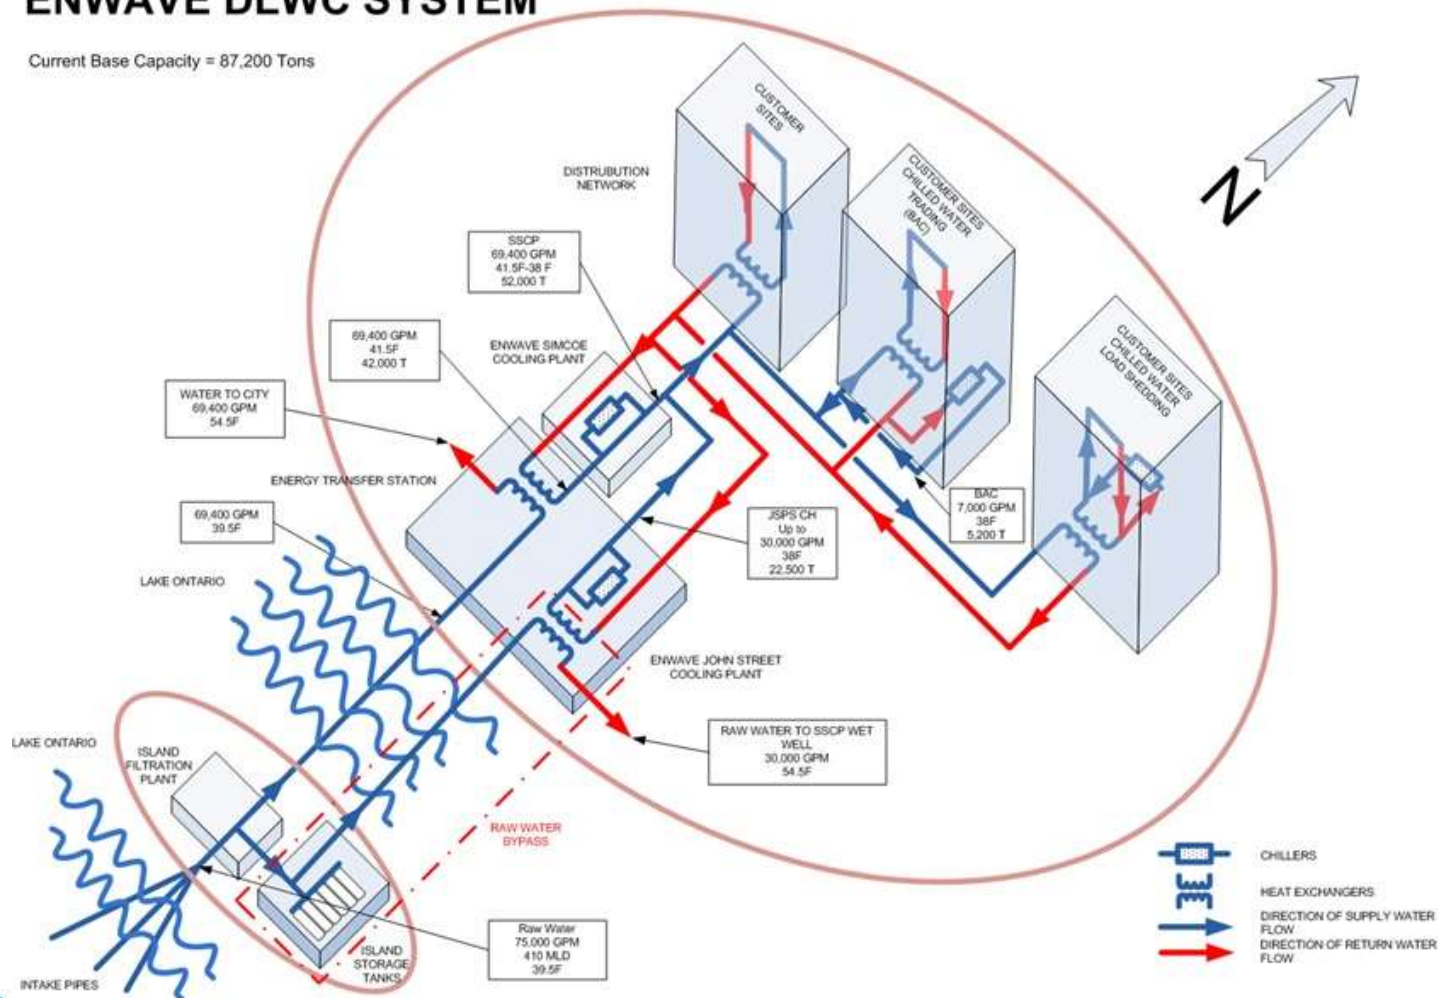 ENWAVE DLWC SYSTEM
Current Base Capacity = 87,200 Tons
CUSTOMER
SITES
DISTRUBUTION
NETWORK
CUSTOMER SITES
CHILLED WATER
TRADING
(BAC)
N
SSCP
69,400 GPM
41.5F-38 F
52,000 T
69,400 GPM
41.5F
42,000 T
ENWAVE SIMCOE
COOLING PLANT
CUSTOMER SITES
CHILLED WATER
LOAD SHEDDING
WATER TO CITY
69,400 GPM
54.5F
ENERGY TRANSFER STATION
69,400 GPM
39.5F
JSPS CH
Up to
30,000 GPM
38F
22,500 T
BAC
7,000 GPM
38F
5,200 T
LAKE ONTARIO
ENWAVE JOHN STREET
COOLING PLANT
RAW WATER TO SSCP WET
WELL
30,000 GPM
54.5F
LAKE ONTARIO
ISLAND
FILTRATION
PLANT
RAW WATER
BYPASS
Raw Water
75,000 GPM
410 MLD
39.5F
ISLAND
STORAGE
TANKS
INTAKE PIPES
CHILLERS
HEAT EXCHANGERS
DIRECTION OF SUPPLY WATER
FLOW
DIRECTION OF RETURN WATER
FLOW